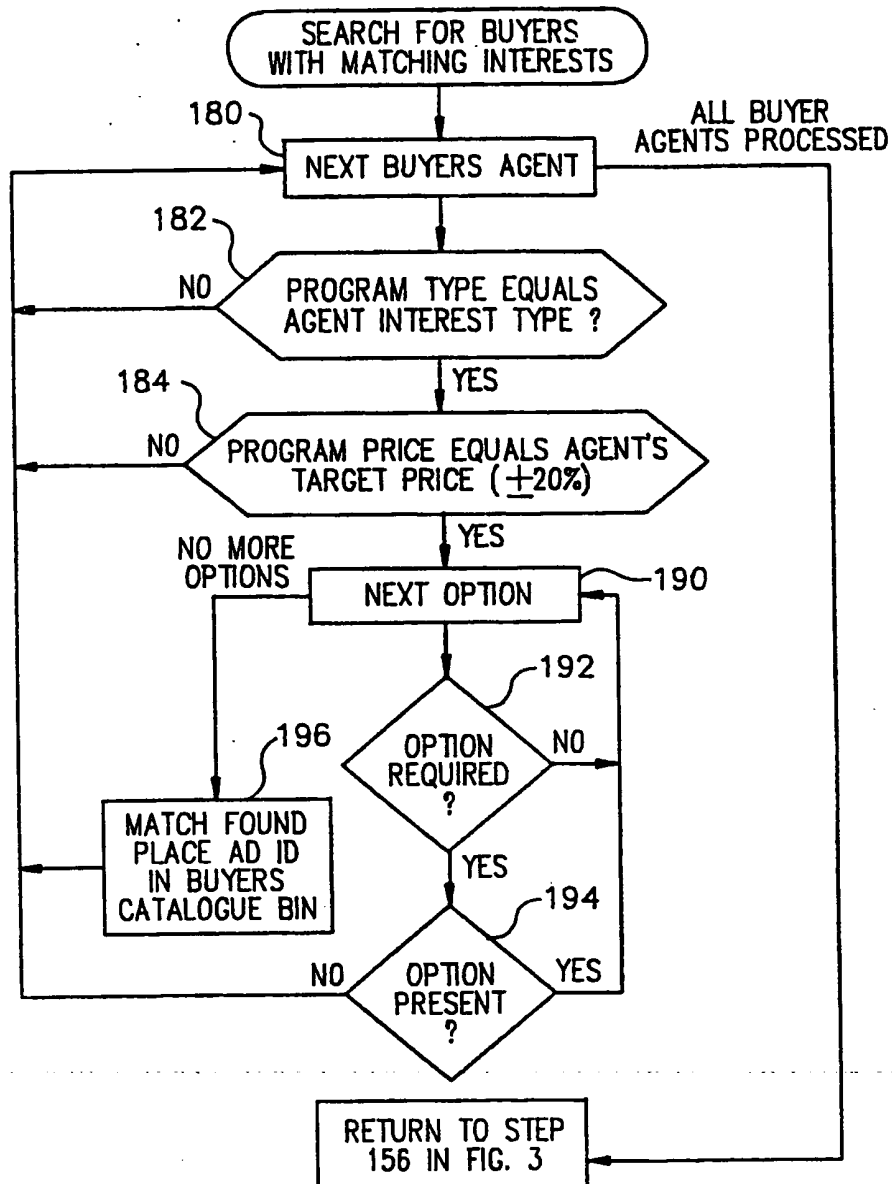 SEARCH FOR BUYERS
WITH MATCHING INTERESTS
180
ALL BUYER
AGENTS PROCESSED
NEXT BUYERS AGENT
182
NO
PROGRAM TYPE EQUALS
AGENT INTEREST TYPE ?
YES
184
NO
PROGRAM PRICE EQUALS AGENT'S
TARGET PRICE (±20%)
YES
NO MORE
OPTIONS
NEXT OPTION
190
192
OPTION
REQUIRED
?
NO
196
MATCH FOUND
PLACE AD ID
IN BUYERS
CATALOGUE BIN
YES
194
NO
OPTION
PRESENT
?
YES
RETURN TO STEP
156 IN FIG. 3